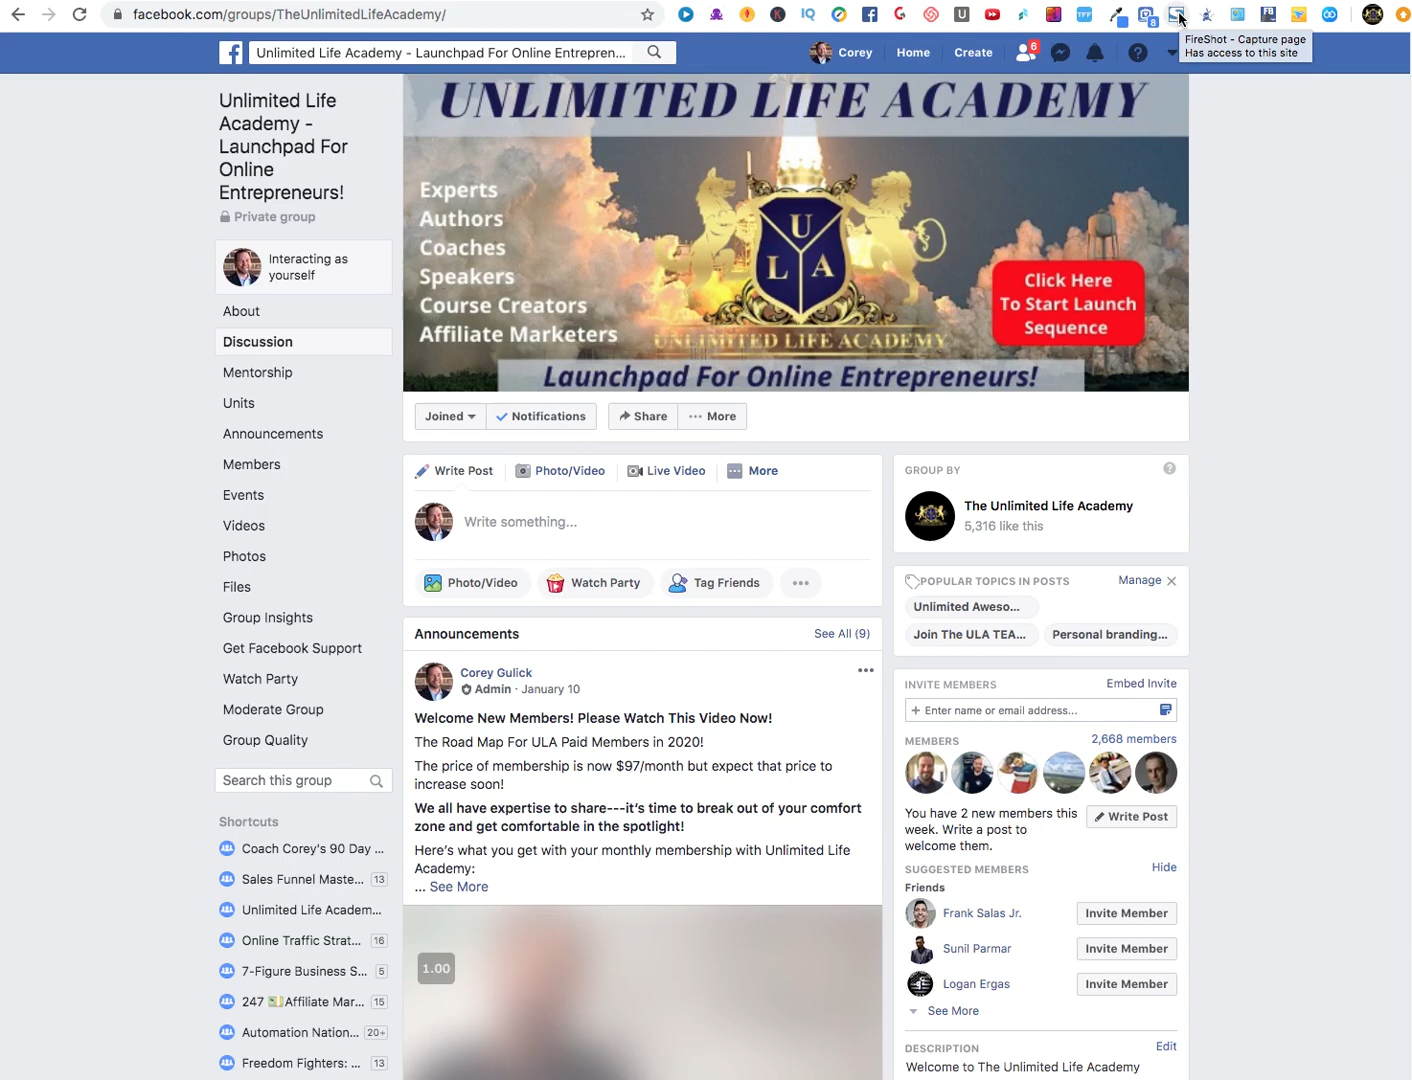 facebook.com/groups/TheUnlimitedLifeAcademy/
FireShot - Capture page
Has access to this site
Unlimited Life Academy - Launchpad For Online Entrepren...
Corey
Home
Create
6
8
IQ
TFF
FB
U
K
Unlimited Life
Academy -
Launchpad For
Online
Entrepreneurs!
Private group
Interacting as
yourself
About
Discussion
Mentorship
Units
Announcements
Members
Events
Videos
Photos
Files
Group Insights
Get Facebook Support
Watch Party
Moderate Group
Group Quality
Search this group
Shortcuts
Coach Corey's 90 Day ...
Sales Funnel Maste... 13
Unlimited Life Academ...
Online Traffic Strat... 16
7-Figure Business S... 5
247 💵Affiliate Mar... 15
Automation Nation... 20+
Freedom Fighters: ... 13
UNLIMITED LIFE ACADEMY
Experts
Authors
Coaches
Speakers
Course Creators
Affiliate Marketers
U
L A
UNLIMITED LIFE ACADEMY
Click Here
To Start Launch
Sequence
Launchpad For Online Entrepreneurs!
Joined
Notifications
Share
More
Write Post
Photo/Video
Live Video
More
Write something...
Photo/Video
Watch Party
Tag Friends
Announcements
See All (9)
Corey Gulick
Admin · January 10
Welcome New Members! Please Watch This Video Now!
The Road Map For ULA Paid Members in 2020!
The price of membership is now $97/month but expect that price to
increase soon!
We all have expertise to share---it's time to break out of your comfort
zone and get comfortable in the spotlight!
Here's what you get with your monthly membership with Unlimited Life
Academy:
... See More
1.00
GROUP BY
The Unlimited Life Academy
5,316 like this
POPULAR TOPICS IN POSTS
Manage
Unlimited Aweso...
Join The ULA TEA...
Personal branding...
INVITE MEMBERS
Embed Invite
+ Enter name or email address...
MEMBERS
2,668 members
You have 2 new members this
week. Write a post to
welcome them.
Write Post
SUGGESTED MEMBERS
Hide
Friends
Frank Salas Jr.
Invite Member
Sunil Parmar
Invite Member
Logan Ergas
Invite Member
See More
DESCRIPTION
Edit
Welcome to The Unlimited Life Academy